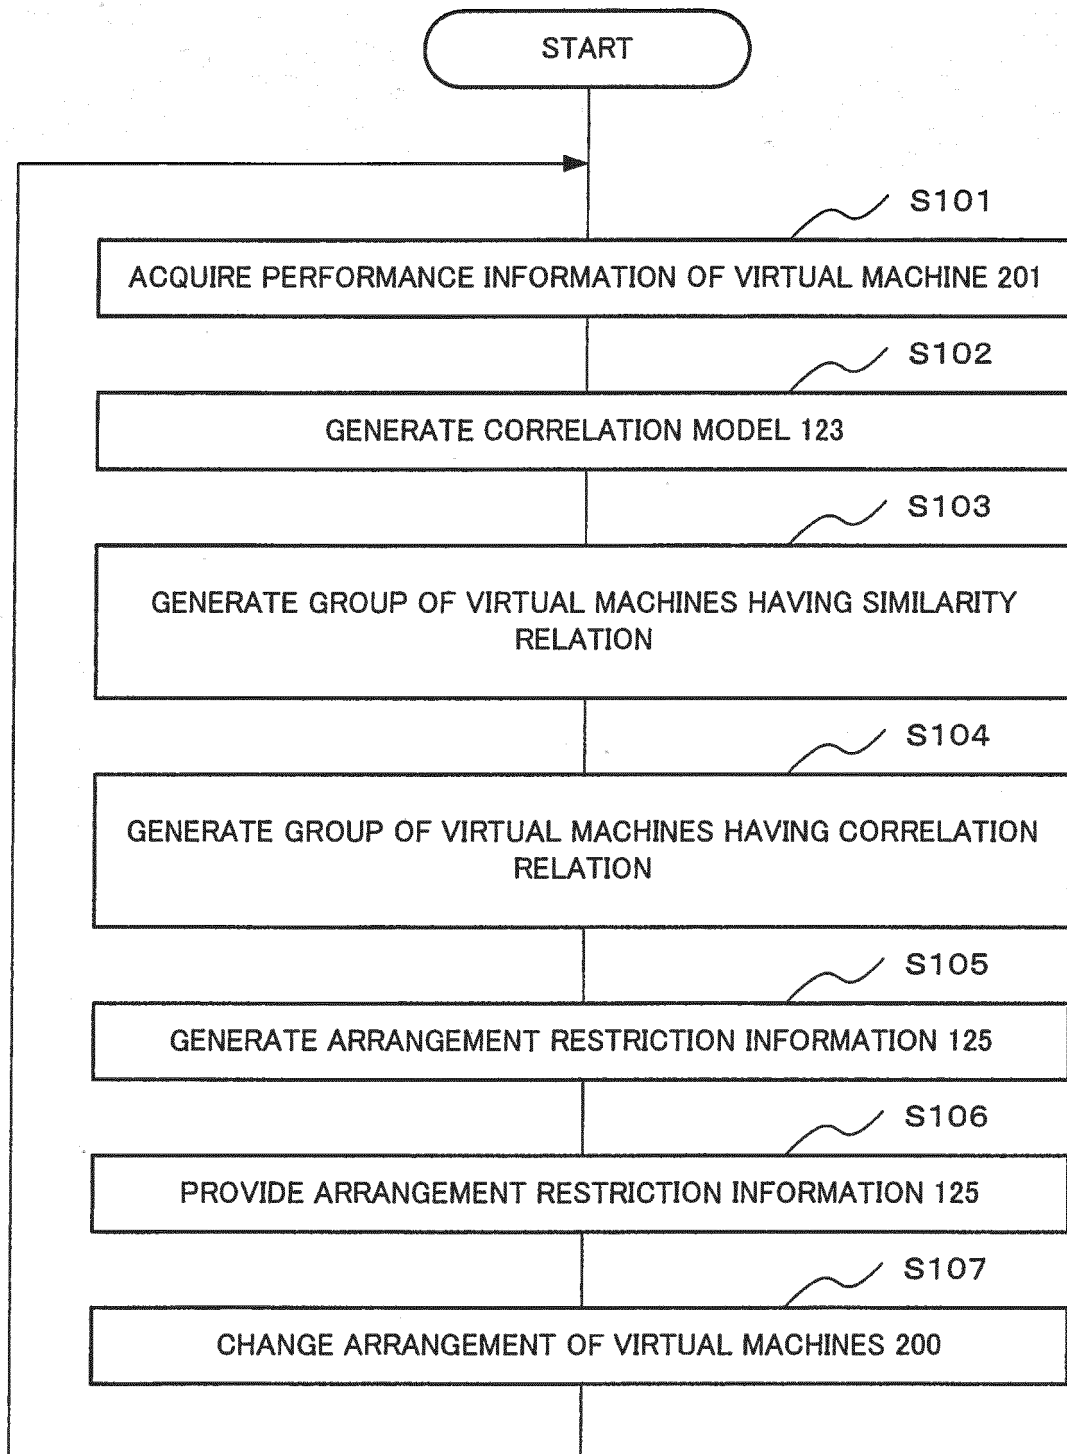 START
S101
ACQUIRE PERFORMANCE INFORMATION OF VIRTUAL MACHINE 201
S102
GENERATE CORRELATION MODEL 123
S103
GENERATE GROUP OF VIRTUAL MACHINES HAVING SIMILARITY
RELATION
S104
GENERATE GROUP OF VIRTUAL MACHINES HAVING CORRELATION
RELATION
S105
GENERATE ARRANGEMENT RESTRICTION INFORMATION 125
S106
PROVIDE ARRANGEMENT RESTRICTION INFORMATION 125
S107
CHANGE ARRANGEMENT OF VIRTUAL MACHINES 200